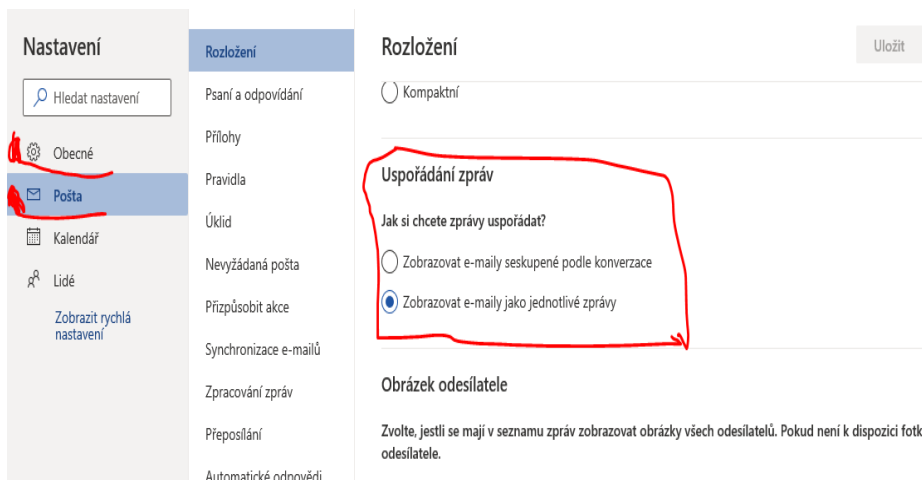 Nastavení
Hledat nastavení
Obecné
Pošta
Kalendář
Lidé
Zobrazit rychlá
nastavení
Rozložení
Psaní a odpovídání
Přílohy
Pravidla
Úklid
Nevyžádaná pošta
Přizpůsobit akce
Synchronizace e-mailů
Zpracování zpráv
Přeposílání
Automatické odpovědi
Rozložení
Uložit
Kompaktní
Uspořádání zpráv
Jak si chcete zprávy uspořádat?
Zobrazovat e-maily seskupené podle konverzace
Zobrazovat e-maily jako jednotlivé zprávy
Obrázek odesílatele
Zvolte, jestli se mají v seznamu zpráv zobrazovat obrázky všech odesílatelů. Pokud není k dispozici fotk
odesílatele.